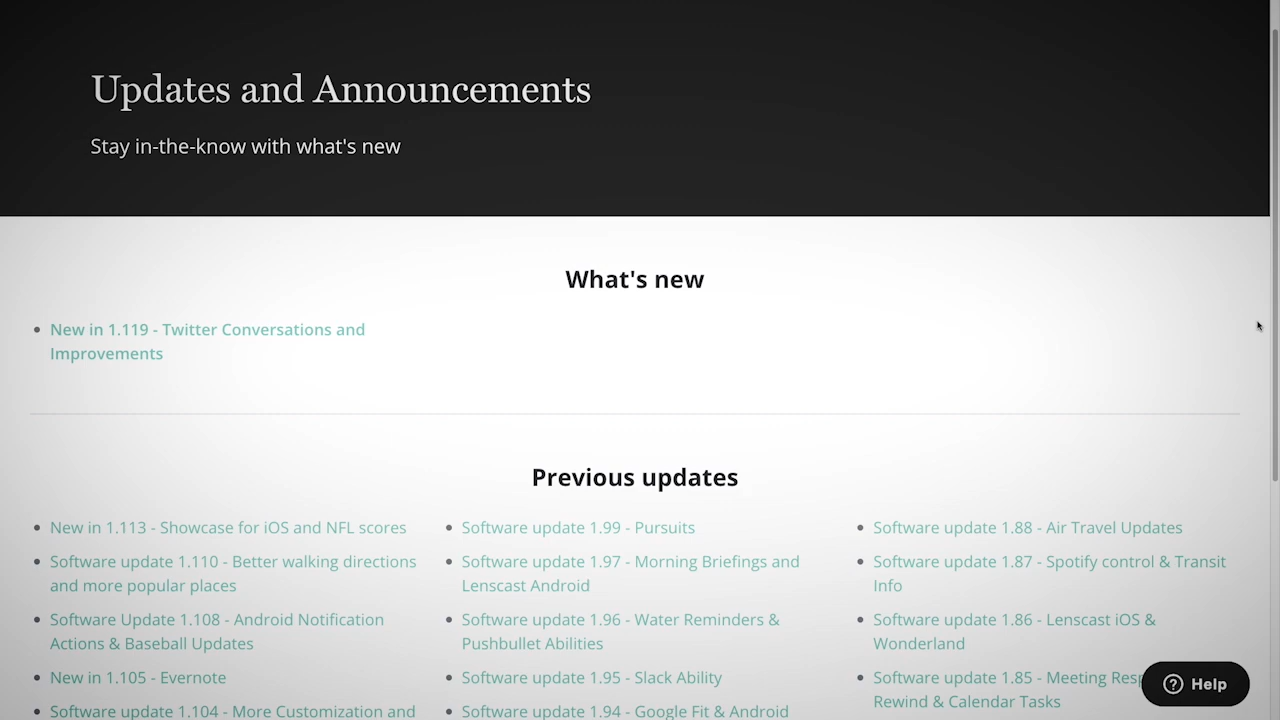 Updates and Announcements
Stay in-the-know with what's new
What's new
New in 1.119 - Twitter Conversations and
Improvements
Previous updates
New in 1.113 - Showcase for iOS and NFL scores
Software update 1.110 - Better walking directions
and more popular places
Software Update 1.108 - Android Notification
Actions & Baseball Updates
New in 1.105 - Evernote
Software update 1.104 - More Customization and
Software update 1.99 - Pursuits
Software update 1.97 - Morning Briefings and
Lenscast Android
Software update 1.96 - Water Reminders &
Pushbullet Abilities
Software update 1.95 - Slack Ability
Software update 1.94 - Google Fit & Android
Software update 1.88 - Air Travel Updates
Software update 1.87 - Spotify control & Transit
Info
Software update 1.86 - Lenscast iOS &
Wonderland
Software update 1.85 - Meeting
Rewind & Calendar Tasks
Help